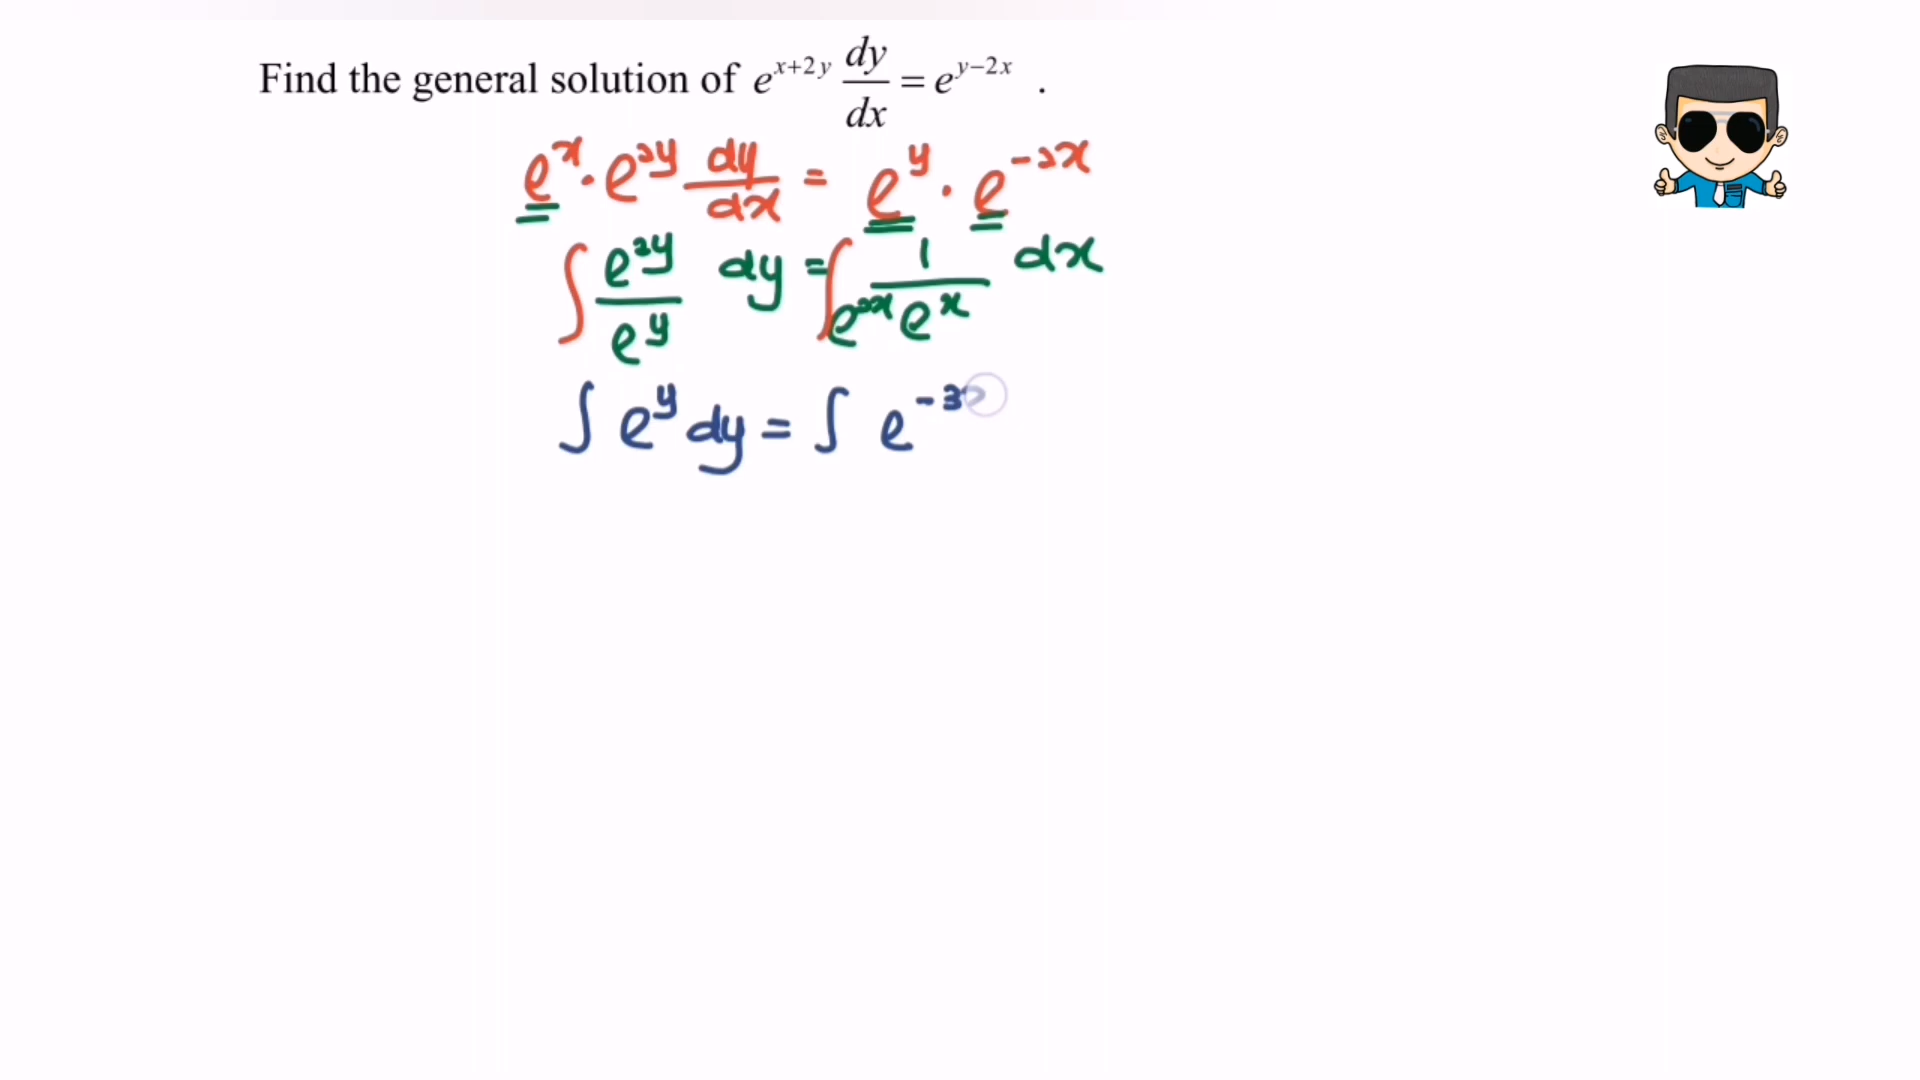 Find the general solution of e^{x+2y} dy/dx = e^{y-2x} .
e^x · e^{2y} dy/dx = e^y · e^{-2x}
∫ e^{2y}/e^y dy = ∫ 1/(e^{2x} e^x) dx
∫ e^y dy = ∫ e^{-3x